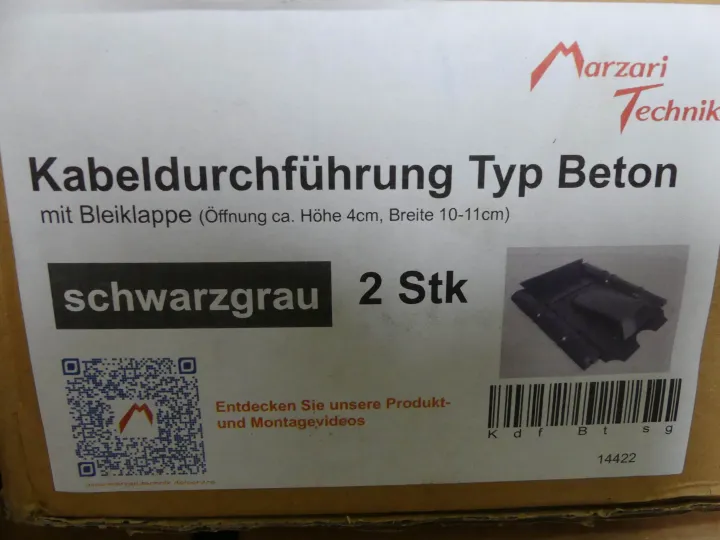 Marzari
Technik
Kabeldurchführung Typ Beton
mit Bleiklappe (Öffnung ca. Höhe 4cm, Breite 10-11cm)
schwarzgrau 2 Stk
Entdecken Sie unsere Produkt-
und Montagevideos
K d f B t s g
14422